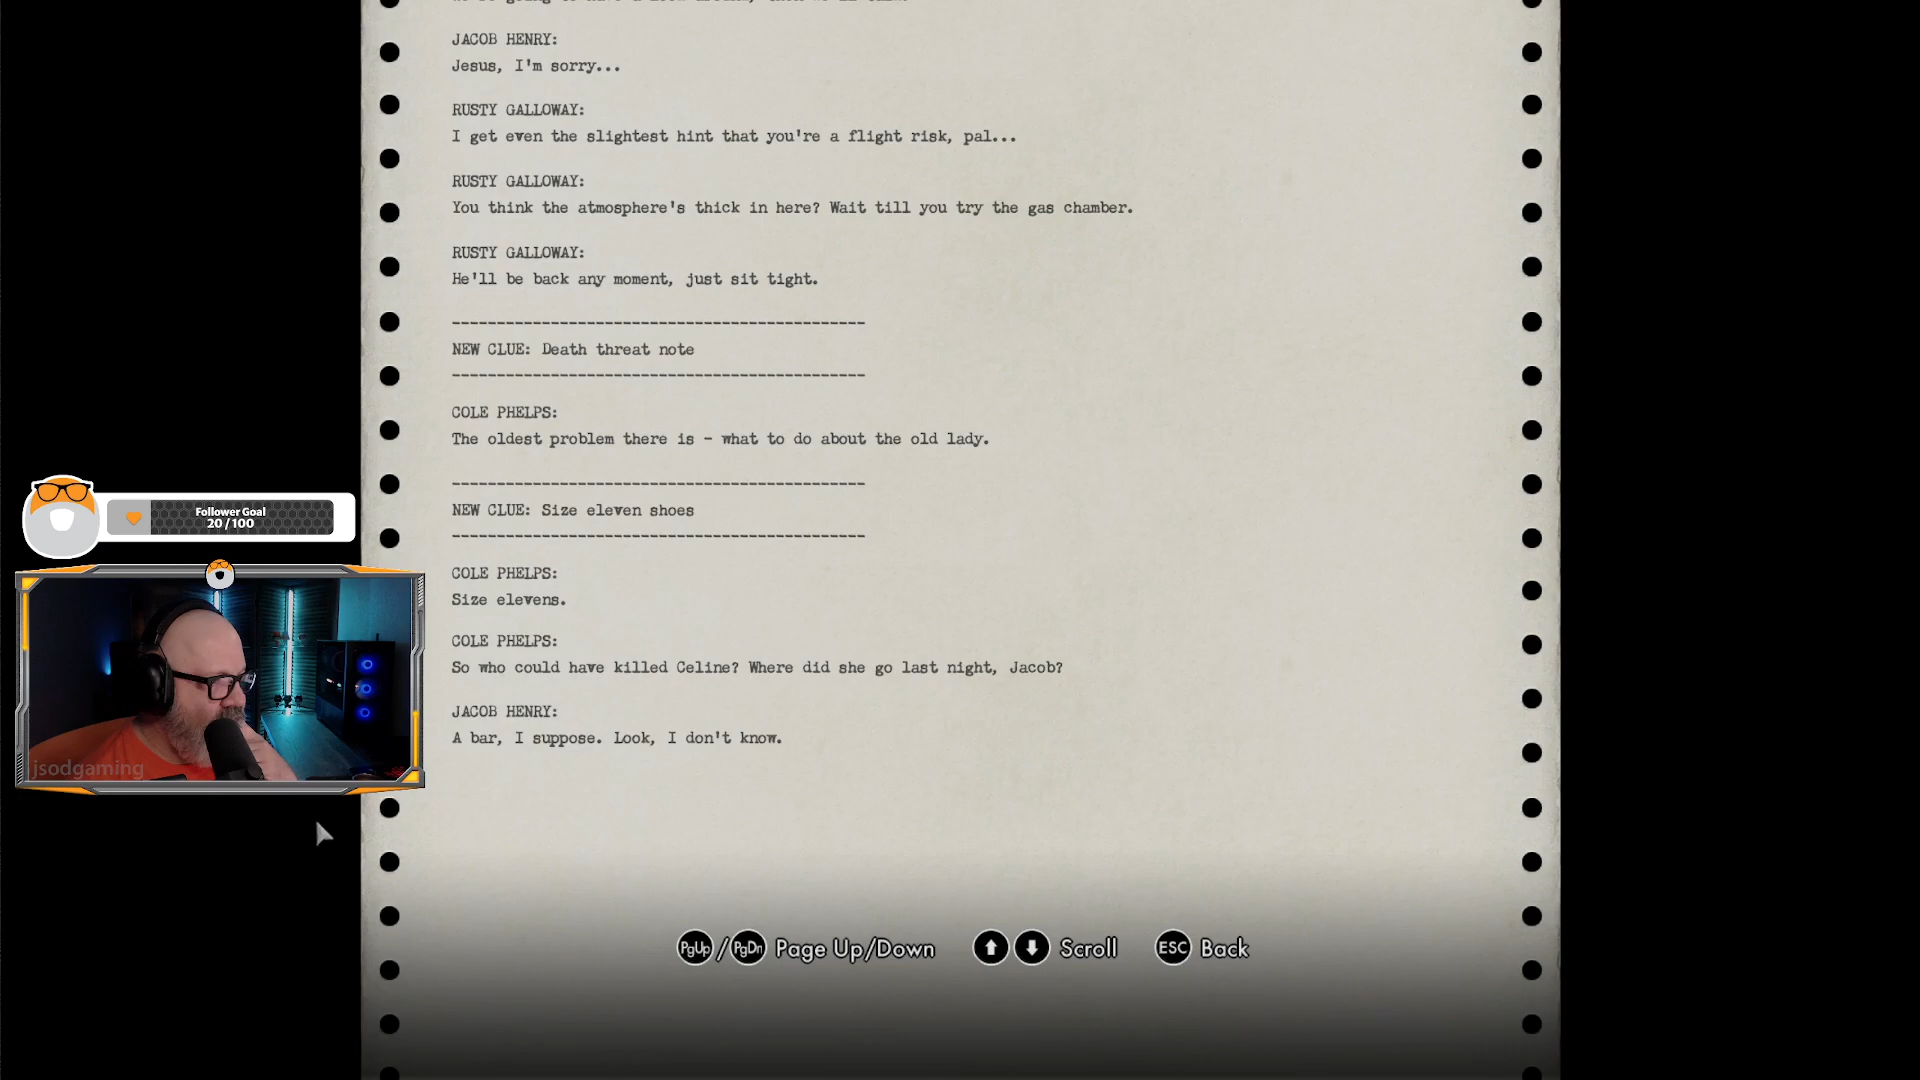 JACOB HENRY:
Jesus, I'm sorry...
RUSTY GALLOWAY:
I get even the slightest hint that you're a flight risk, pal...
RUSTY GALLOWAY:
You think the atmosphere's thick in here? Wait till you try the gas chamber.
RUSTY GALLOWAY:
He'll be back any moment, just sit tight.
----------------------------------------------
NEW CLUE: Death threat note
----------------------------------------------
COLE PHELPS:
The oldest problem there is - what to do about the old lady.
----------------------------------------------
NEW CLUE: Size eleven shoes
----------------------------------------------
COLE PHELPS:
Size elevens.
COLE PHELPS:
So who could have killed Celine? Where did she go last night, Jacob?
JACOB HENRY:
A bar, I suppose. Look, I don't know.
Follower Goal
20 / 100
jsodgaming
PgUp / PgDn Page Up/Down Scroll ESC Back